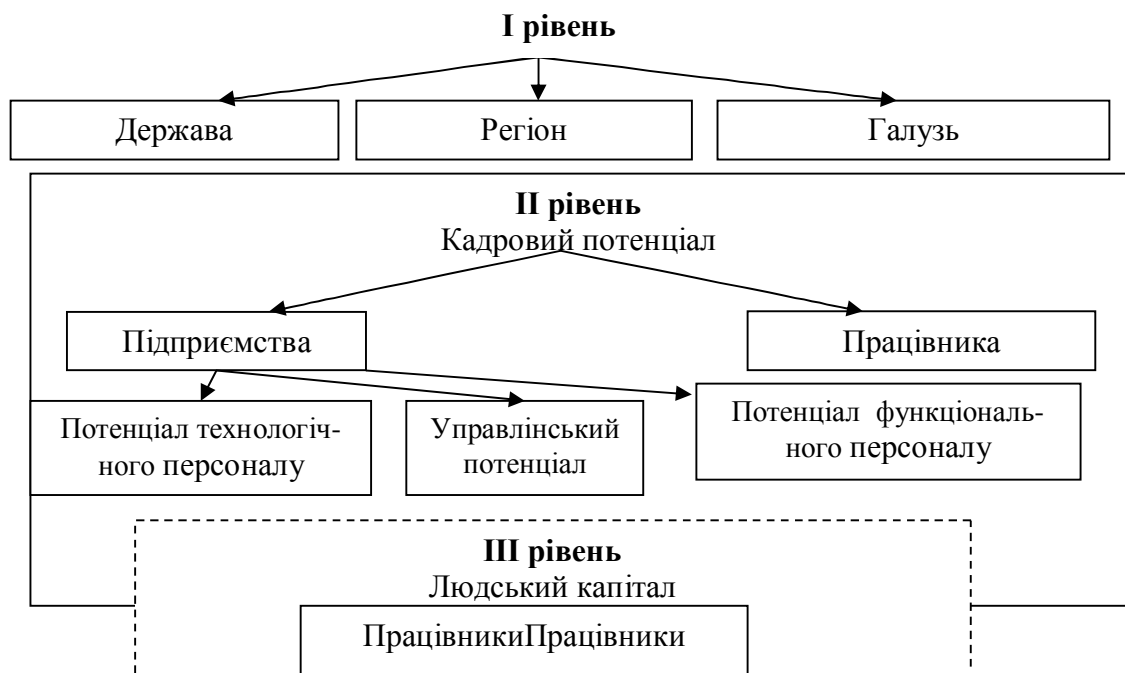 І рівень
Держава
Регіон
Галузь
ІІ рівень
Кадровий потенціал
Підприємства
Працівника
Потенціал технологіч-
ного персоналу
Управлінський
потенціал
Потенціал функціональ-
ного персоналу
ІІІ рівень
Людський капітал
ПрацівникиПрацівники